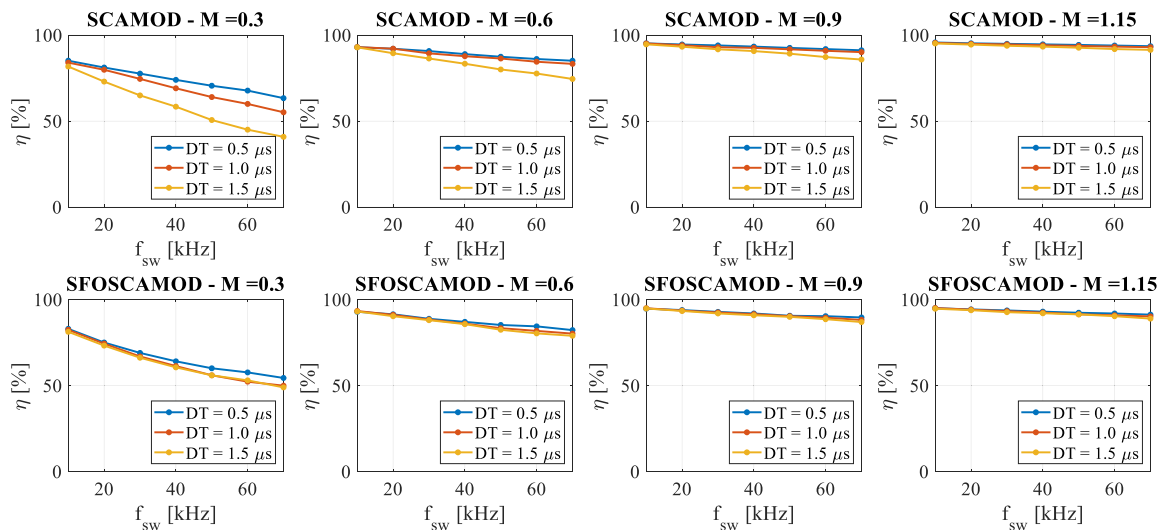 SCAMOD - M =0.3
100
50
0
η [%]
20 40 60
f_sw [kHz]
DT = 0.5 μs
DT = 1.0 μs
DT = 1.5 μs
SCAMOD - M =0.6
100
50
0
η [%]
20 40 60
f_sw [kHz]
DT = 0.5 μs
DT = 1.0 μs
DT = 1.5 μs
SCAMOD - M =0.9
100
50
0
η [%]
20 40 60
f_sw [kHz]
DT = 0.5 μs
DT = 1.0 μs
DT = 1.5 μs
SCAMOD - M =1.15
100
50
0
η [%]
20 40 60
f_sw [kHz]
DT = 0.5 μs
DT = 1.0 μs
DT = 1.5 μs
SFOSCAMOD - M =0.3
100
50
0
η [%]
20 40 60
f_sw [kHz]
DT = 0.5 μs
DT = 1.0 μs
DT = 1.5 μs
SFOSCAMOD - M =0.6
100
50
0
η [%]
20 40 60
f_sw [kHz]
DT = 0.5 μs
DT = 1.0 μs
DT = 1.5 μs
SFOSCAMOD - M =0.9
100
50
0
η [%]
20 40 60
f_sw [kHz]
DT = 0.5 μs
DT = 1.0 μs
DT = 1.5 μs
SFOSCAMOD - M =1.15
100
50
0
η [%]
20 40 60
f_sw [kHz]
DT = 0.5 μs
DT = 1.0 μs
DT = 1.5 μs